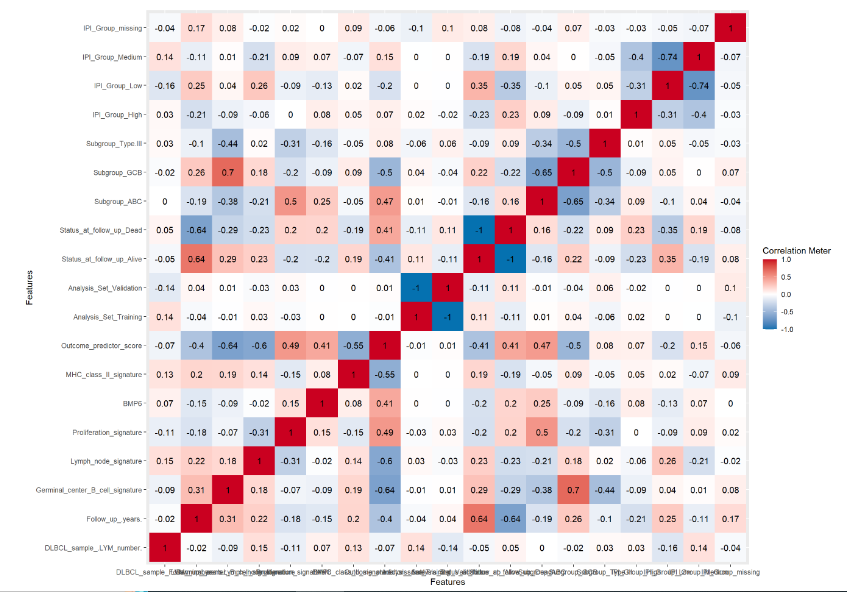 IPI_Group_missing -0.04 0.17 0.08 -0.02 0.02 0 0.09 -0.06 -0.1 0.1 0.08 -0.08 -0.04 0.07 -0.03 -0.03 -0.05 -0.07 1
IPI_Group_Medium 0.14 -0.11 0.01 -0.21 0.09 0.07 -0.07 0.15 0 0 -0.19 0.19 0.04 0 -0.05 -0.4 -0.74 1 -0.07
IPI_Group_Low -0.16 0.25 0.04 0.26 -0.09 -0.13 0.02 -0.2 0 0 0.35 -0.35 -0.1 0.05 0.05 -0.31 1 -0.74 -0.05
IPI_Group_High 0.03 -0.21 -0.09 -0.06 0 0.08 0.05 0.07 0.02 -0.02 -0.23 0.23 0.09 -0.09 0.01 1 -0.31 -0.4 -0.03
Subgroup_Type.III 0.03 -0.1 -0.44 0.02 -0.31 -0.16 -0.05 0.08 -0.06 0.06 -0.09 0.09 -0.34 -0.5 1 0.01 0.05 -0.05 -0.03
Subgroup_GCB -0.02 0.26 0.7 0.18 -0.2 -0.09 0.09 -0.5 0.04 -0.04 0.22 -0.22 -0.65 1 -0.5 -0.09 0.05 0 0.07
Subgroup_ABC 0 -0.19 -0.38 -0.21 0.5 0.25 -0.05 0.47 0.01 -0.01 -0.16 0.16 1 -0.65 -0.34 0.09 -0.1 0.04 -0.04
Status_at_follow_up_Dead 0.05 -0.64 -0.29 -0.23 0.2 0.2 -0.19 0.41 -0.11 0.11 -1 1 0.16 -0.22 0.09 0.23 -0.35 0.19 -0.08
Status_at_follow_up_Alive -0.05 0.64 0.29 0.23 -0.2 -0.2 0.19 -0.41 0.11 -0.11 1 -1 -0.16 0.22 -0.09 -0.23 0.35 -0.19 0.08
Analysis_Set_Validation -0.14 0.04 0.01 -0.03 0.03 0 0 0.01 -1 1 -0.11 0.11 -0.01 -0.04 0.06 -0.02 0 0 0.1
Analysis_Set_Training 0.14 -0.04 -0.01 0.03 -0.03 0 0 -0.01 1 -1 0.11 -0.11 0.01 0.04 -0.06 0.02 0 0 -0.1
Outcome_predictor_score -0.07 -0.4 -0.64 -0.6 0.49 0.41 -0.55 1 -0.01 0.01 -0.41 0.41 0.47 -0.5 0.08 0.07 -0.2 0.15 -0.06
MHC_class_II_signature 0.13 0.2 0.19 0.14 -0.15 0.08 1 -0.55 0 0 0.19 -0.19 -0.05 0.09 -0.05 0.05 0.02 -0.07 0.09
BMP6 0.07 -0.15 -0.09 -0.02 0.15 1 0.08 0.41 0 0 -0.2 0.2 0.25 -0.09 -0.16 0.08 -0.13 0.07 0
Proliferation_signature -0.11 -0.18 -0.07 -0.31 1 0.15 -0.15 0.49 -0.03 0.03 -0.2 0.2 0.5 -0.2 -0.31 0 -0.09 0.09 0.02
Lymph_node_signature 0.15 0.22 0.18 1 -0.31 -0.02 0.14 -0.6 0.03 -0.03 0.23 -0.23 -0.21 0.18 0.02 -0.06 0.26 -0.21 -0.02
Germinal_center_B_cell_signature -0.09 0.31 1 0.18 -0.07 -0.09 0.19 -0.64 -0.01 0.01 0.29 -0.29 -0.38 0.7 -0.44 -0.09 0.04 0.01 0.08
Follow_up_years. -0.02 1 0.31 0.22 -0.18 -0.15 0.2 -0.4 -0.04 0.04 0.64 -0.64 -0.19 0.26 -0.1 -0.21 0.25 -0.11 0.17
DLBCL_sample__LYM_number. 1 -0.02 -0.09 0.15 -0.11 0.07 0.13 -0.07 0.14 -0.14 -0.05 0.05 0 -0.02 0.03 0.03 -0.16 0.14 -0.04
Features
Features
Correlation Meter
1.0
0.5
0.0
-0.5
-1.0